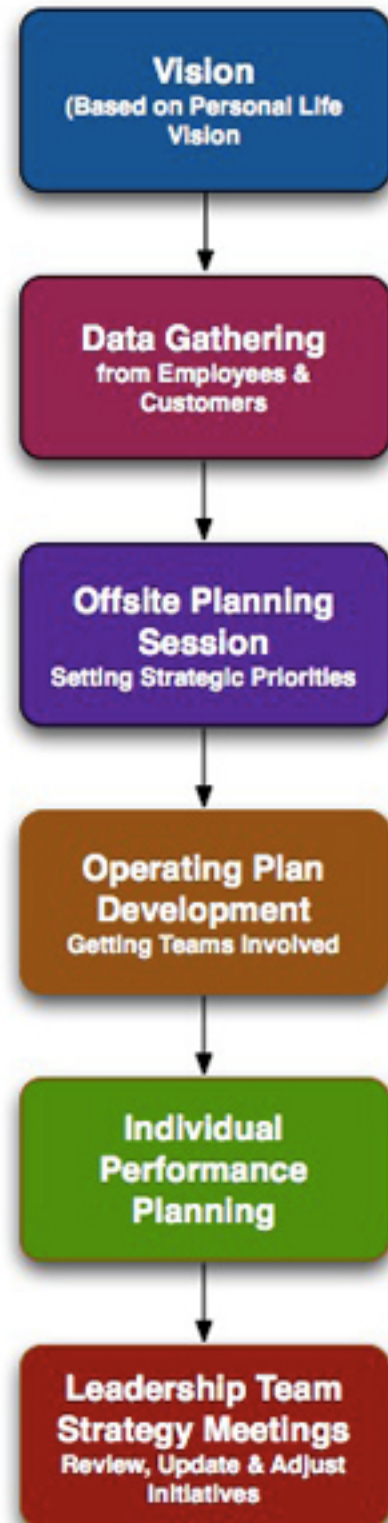 Vision
(Based on Personal Life
Vision
Data Gathering
from Employees &
Customers
Offsite Planning
Session
Setting Strategic Priorities
Operating Plan
Development
Getting Teams Involved
Individual
Performance
Planning
Leadership Team
Strategy Meetings
Review, Update & Adjust
Initiatives